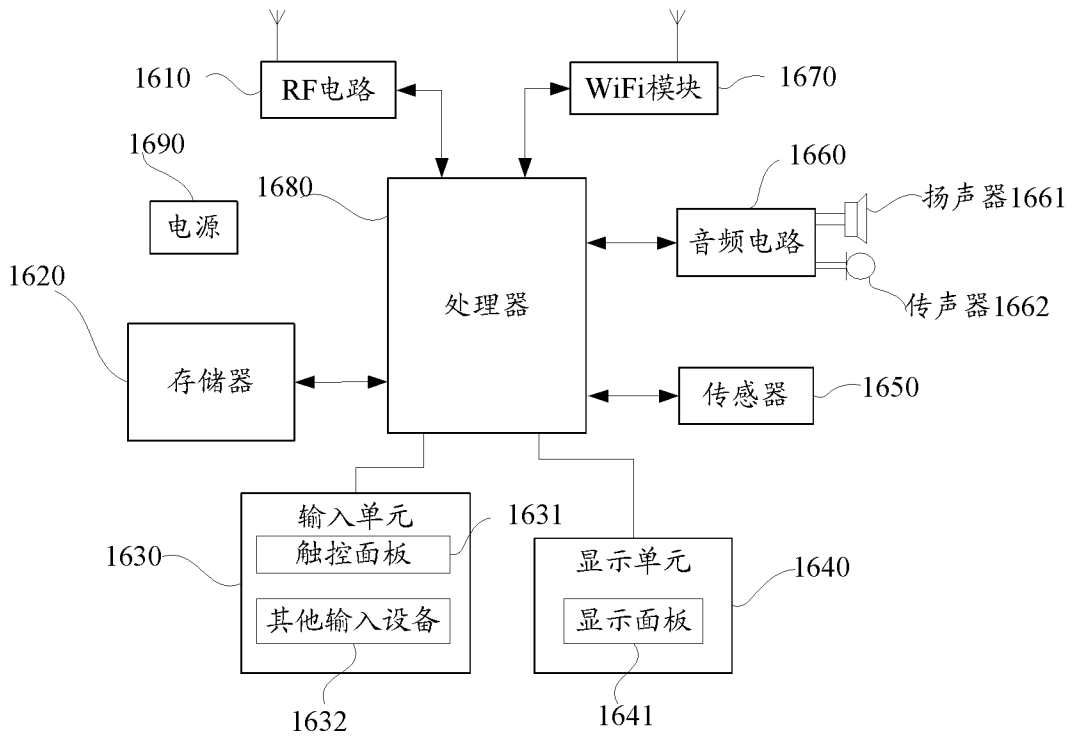 1610
RF电路
WiFi模块
1670
1690
电源
1680
1660
扬声器1661
音频电路
传声器1662
1620
处理器
存储器
传感器
1650
输入单元
1631
1630
触控面板
其他输入设备
1632
显示单元
1640
显示面板
1641